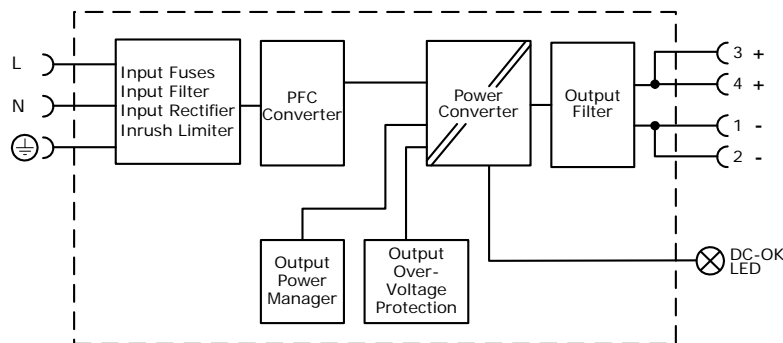 L
N
Input Fuses
Input Filter
Input Rectifier
Inrush Limiter
PFC
Converter
Power
Converter
Output
Filter
3 +
4 +
1 -
2 -
Output
Power
Manager
Output
Over-
Voltage
Protection
DC-OK
LED